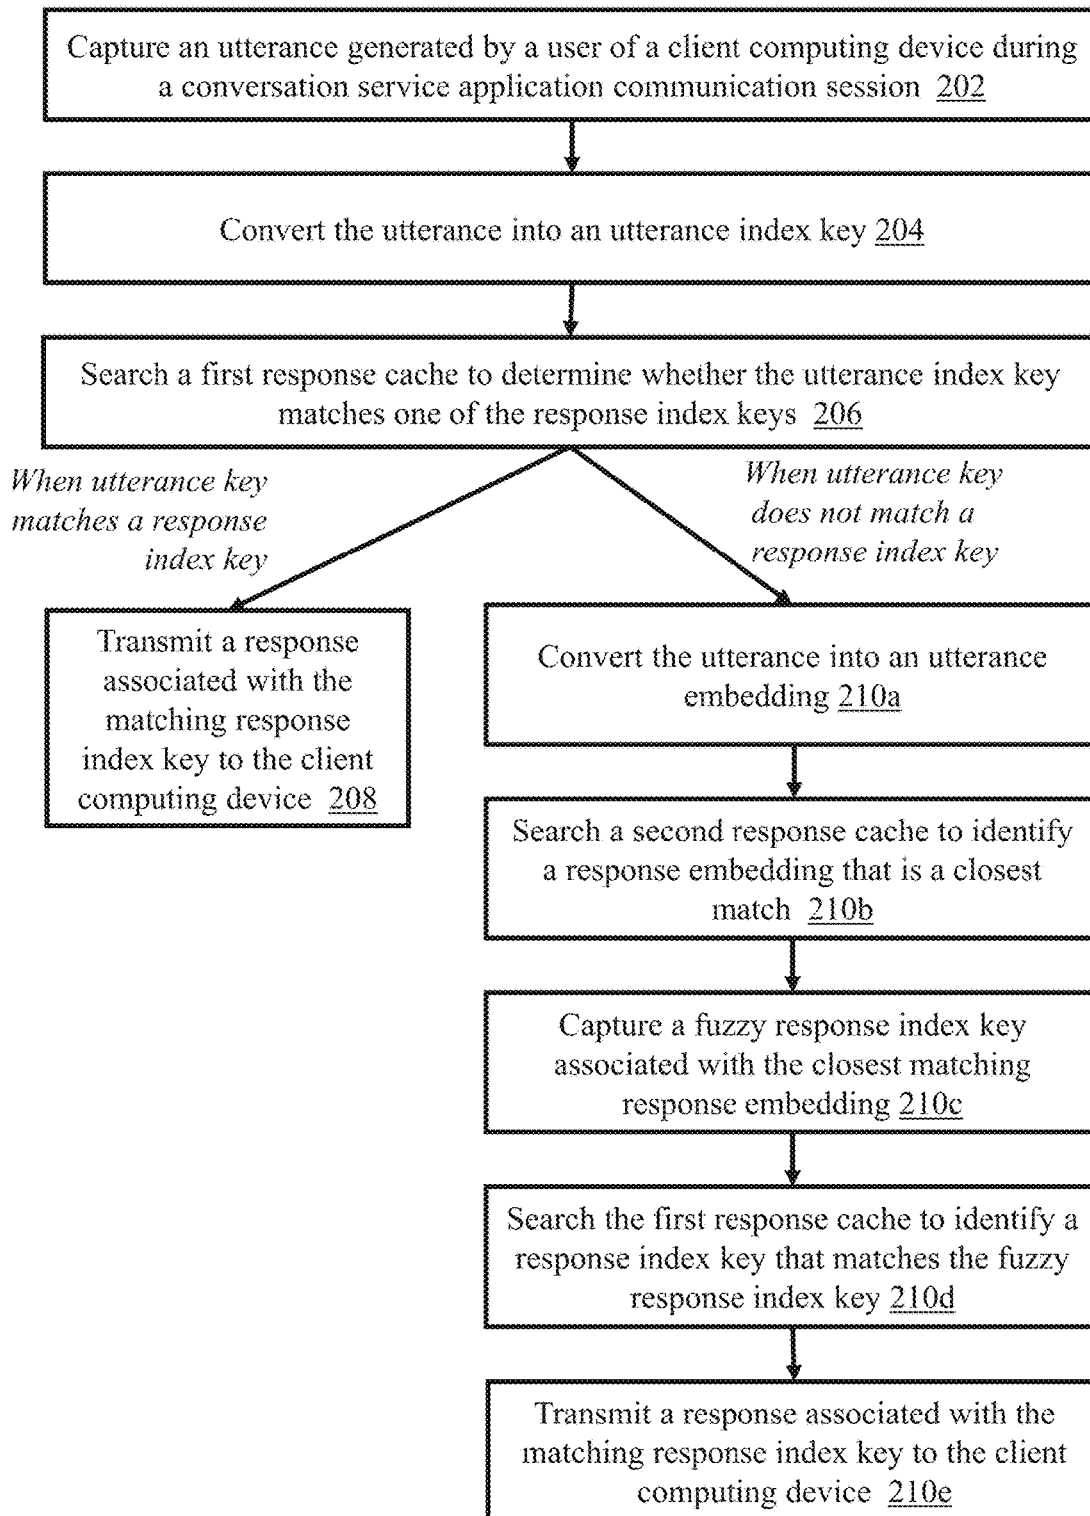 Capture an utterance generated by a user of a client computing device during
a conversation service application communication session 202
Convert the utterance into an utterance index key 204
Search a first response cache to determine whether the utterance index key
matches one of the response index keys 206
When utterance key
matches a response
index key
When utterance key
does not match a
response index key
Transmit a response
associated with the
matching response
index key to the client
computing device 208
Convert the utterance into an utterance
embedding 210a
Search a second response cache to identify
a response embedding that is a closest
match 210b
Capture a fuzzy response index key
associated with the closest matching
response embedding 210c
Search the first response cache to identify a
response index key that matches the fuzzy
response index key 210d
Transmit a response associated with the
matching response index key to the client
computing device 210e